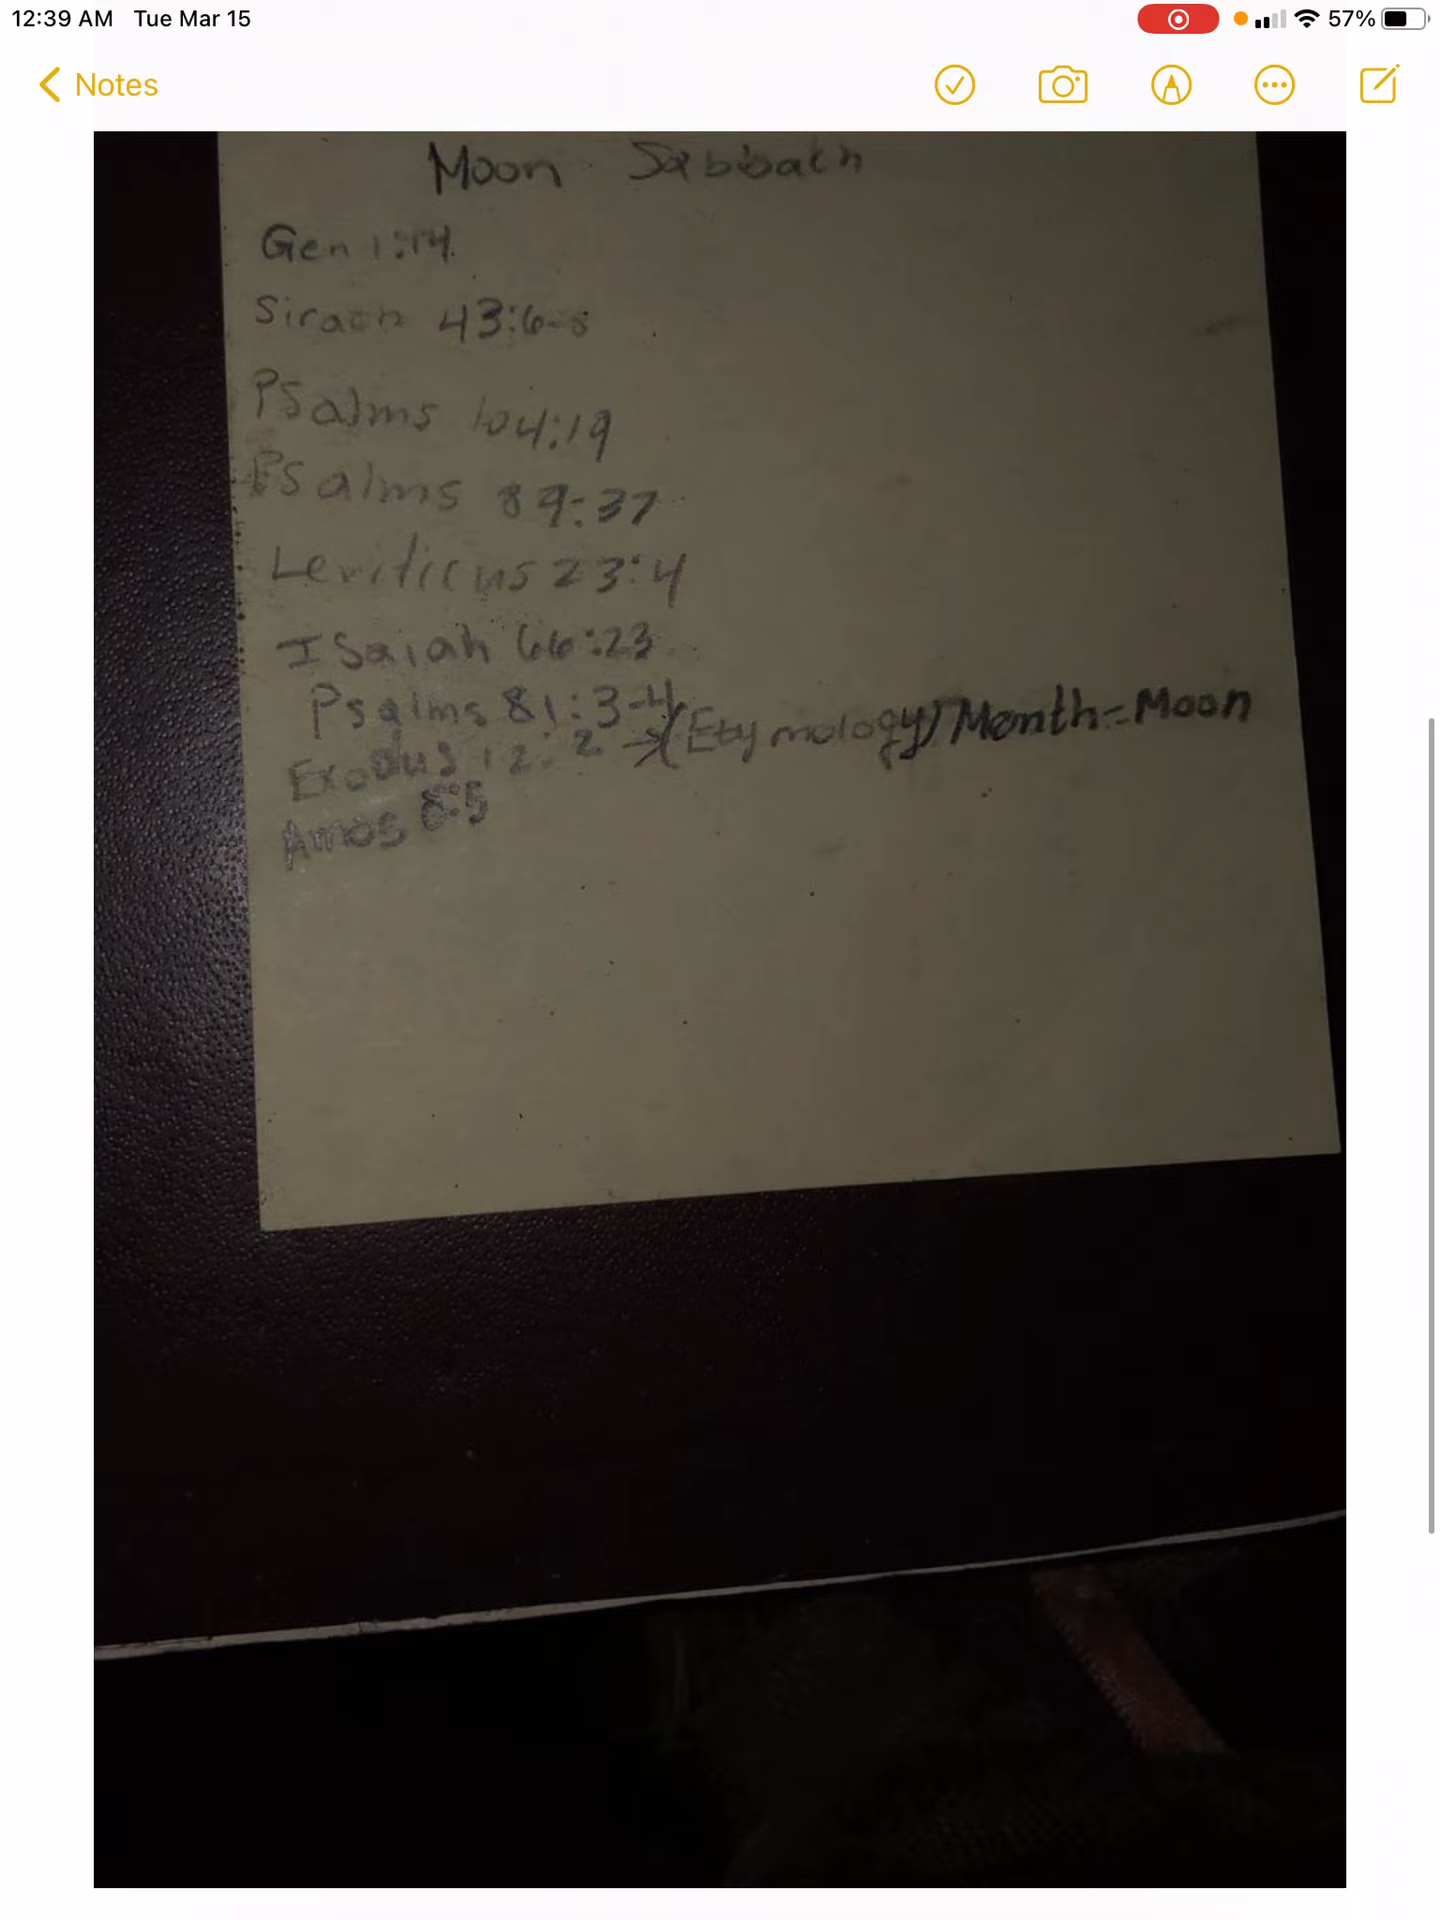 12:39 AM Tue Mar 15
57%
Notes
Moon Sabbath
Gen 1:14
Sirach 43:6-8
Psalms 104:19
Psalms 89:37
Leviticus 23:4
ISaiah 66:23
Psalms 81:3-4
Exodus 12:2 → (Etymology) Month=Moon
Amos 8:5